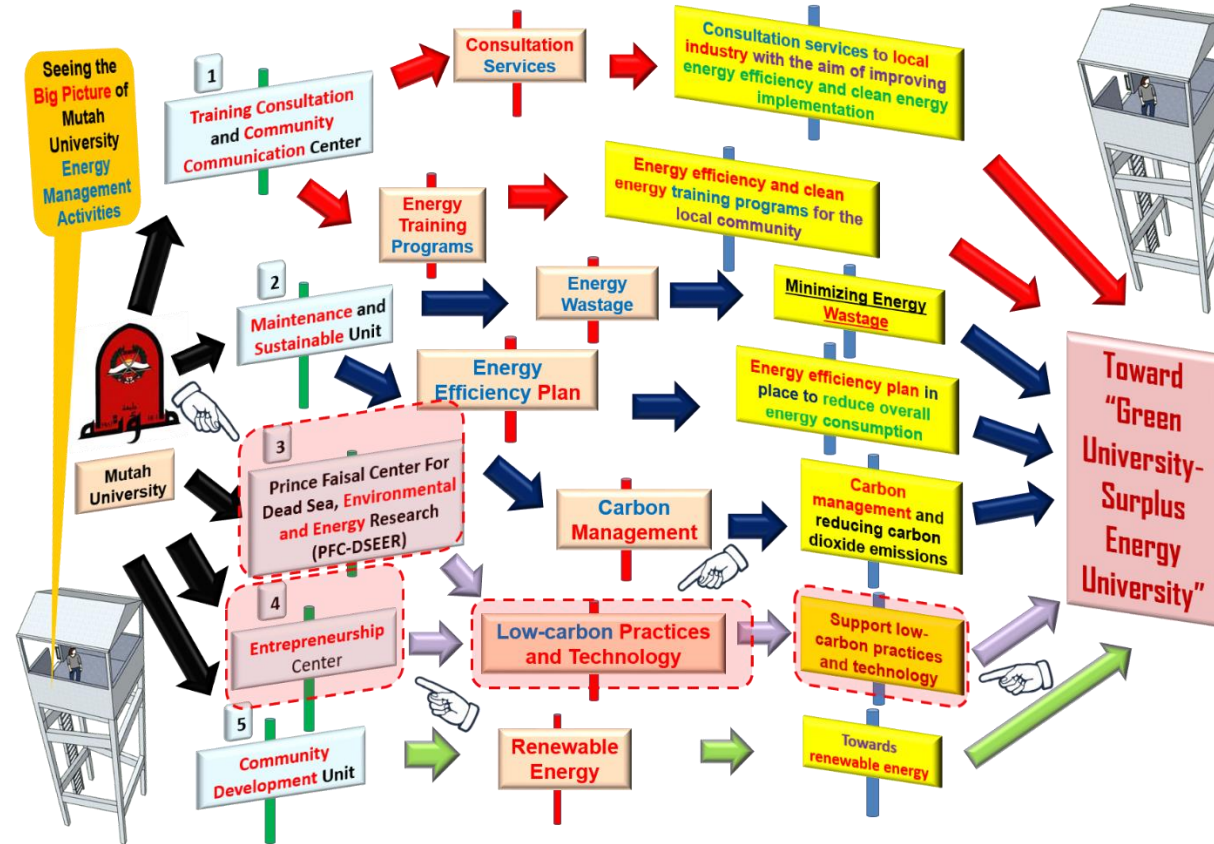 Seeing the
Big Picture of
Mutah
University
Energy
Management
Activities
1
Training Consultation
and Community
Communication Center
Consultation
Services
Consultation services to local
industry with the aim of improving
energy efficiency and clean energy
implementation
Energy
Training
Programs
Energy efficiency and clean
energy training programs for the
local community
2
Maintenance and
Sustainable Unit
Energy
Wastage
Minimizing Energy
Wastage
Energy
Efficiency Plan
Energy efficiency plan in
place to reduce overall
energy consumption
Mutah
University
3
Prince Faisal Center For
Dead Sea, Environmental
and Energy Research
(PFC-DSEER)
Carbon
Management
Carbon
management and
reducing carbon
dioxide emissions
4
Entrepreneurship
Center
Low-carbon Practices
and Technology
Support low-
carbon practices
and technology
5
Community
Development Unit
Renewable
Energy
Towards
renewable energy
Toward
“Green
University-
Surplus
Energy
University”